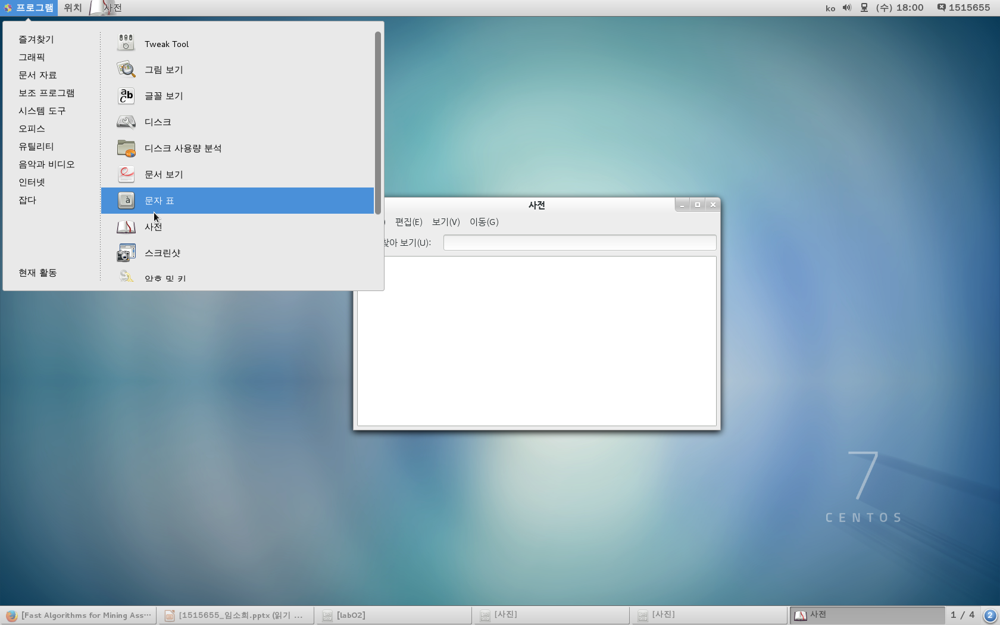 프로그램 위치 사전
ko (수) 18:00 1515655
즐겨찾기
그래픽
문서 자료
보조 프로그램
시스템 도구
오피스
유틸리티
음악과 비디오
인터넷
잡다
현재 활동
Tweak Tool
그림 보기
글꼴 보기
디스크
디스크 사용량 분석
문서 보기
문자 표
사전
스크린샷
암호 및 키
사전
편집(E) 보기(V) 이동(G)
찾아 보기(U):
7
CENTOS
[Fast Algorithms for Mining Ass… [1515655_임소희.pptx (읽기 ... [lab02] [사진] [사진] 사전 1 / 4 2